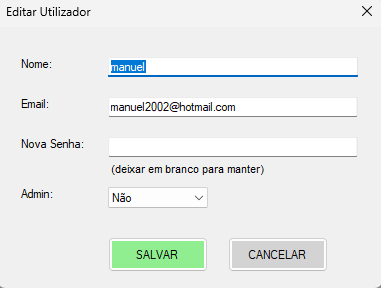 Editar Utilizador
Nome: manuel
Email: manuel2002@hotmail.com
Nova Senha:
(deixar em branco para manter)
Admin: Não
SALVAR CANCELAR